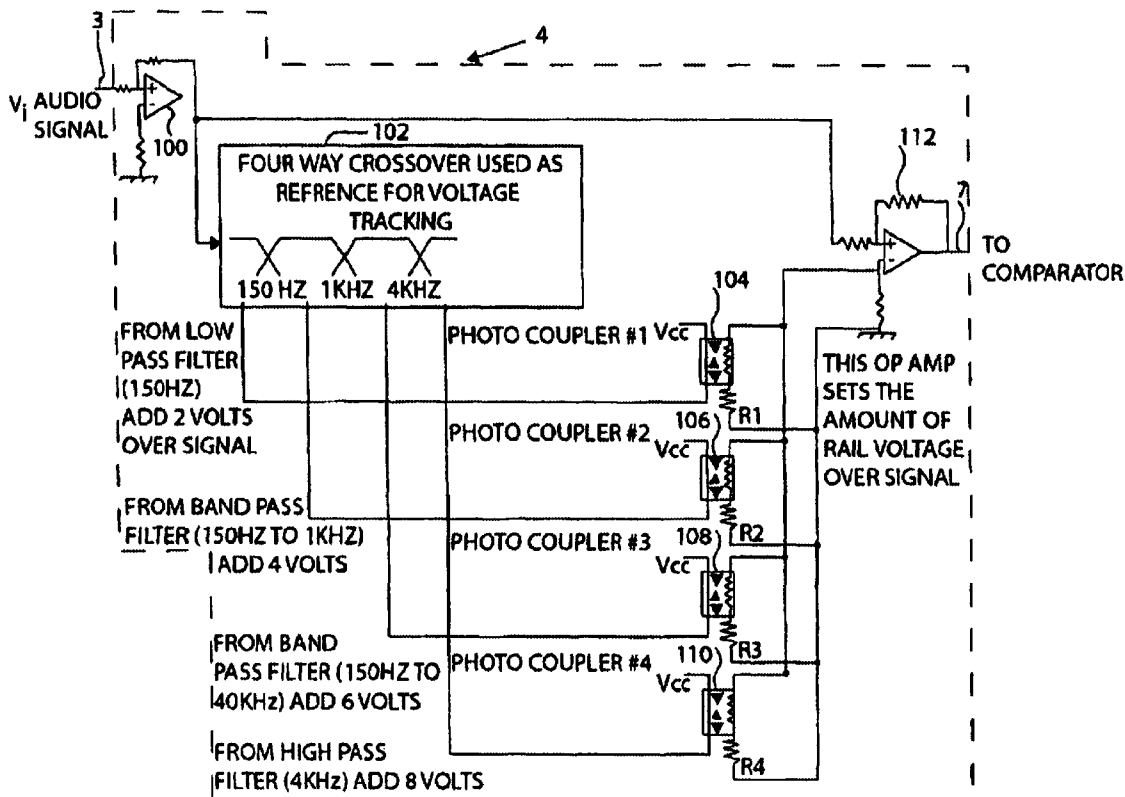 3
4
Vi AUDIO
SIGNAL
+
-
100
102
FOUR WAY CROSSOVER USED AS
REFRENCE FOR VOLTAGE
TRACKING
150 HZ 1KHZ 4KHZ
112
7
+
-
TO
COMPARATOR
FROM LOW
PASS FILTER
(150HZ)
ADD 2 VOLTS
OVER SIGNAL
PHOTO COUPLER #1
Vcc
104
R1
THIS OP AMP
SETS THE
AMOUNT OF
RAIL VOLTAGE
OVER SIGNAL
PHOTO COUPLER #2
Vcc
106
R2
FROM BAND PASS
FILTER (150HZ TO 1KHZ)
ADD 4 VOLTS
PHOTO COUPLER #3
Vcc
108
R3
FROM BAND
PASS FILTER (150HZ TO
40KHz) ADD 6 VOLTS
PHOTO COUPLER #4
Vcc
110
R4
FROM HIGH PASS
FILTER (4KHz) ADD 8 VOLTS